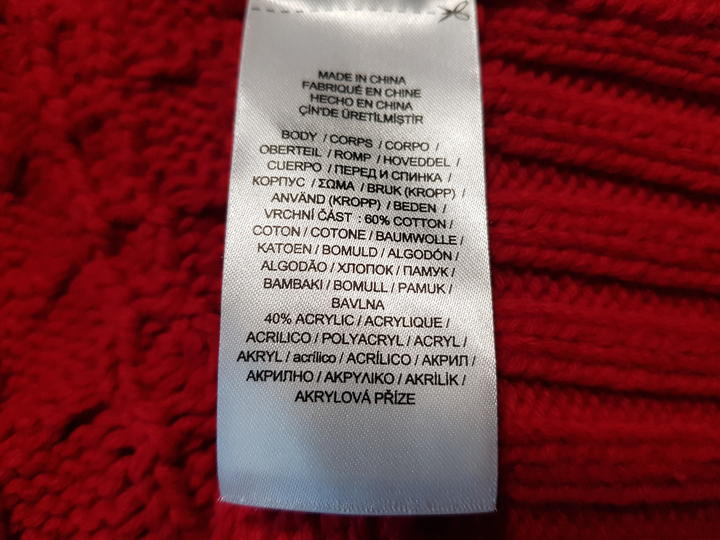 MADE IN CHINA
FABRIQUÉ EN CHINE
HECHO EN CHINA
ÇİN'DE ÜRETİLMİŞTİR
BODY / CORPS / CORPO /
OBERTEIL / ROMP / HOVEDDEL /
CUERPO / ПЕРЕД И СПИНКА /
КОРПУС / ΣΩΜΑ / BRUK (KROPP) /
ANVÄND (KROPP) / BEDEN /
VRCHNÍ ČÁST : 60% COTTON /
COTON / COTONE / BAUMWOLLE /
KATOEN / BOMULD / ALGODÓN /
ALGODÃO / ХЛОПОК / ПАМУК /
BAMBAKI / BOMULL / PAMUK /
BAVLNA
40% ACRYLIC / ACRYLIQUE /
ACRILICO / POLYACRYL / ACRYL /
AKRYL / acrílico / ACRÍLICO / АКРИЛ /
АКРИЛНО / ΑΚΡΥΛΙΚΟ / AKRİLİK /
AKRYLOVÁ PŘÍZE